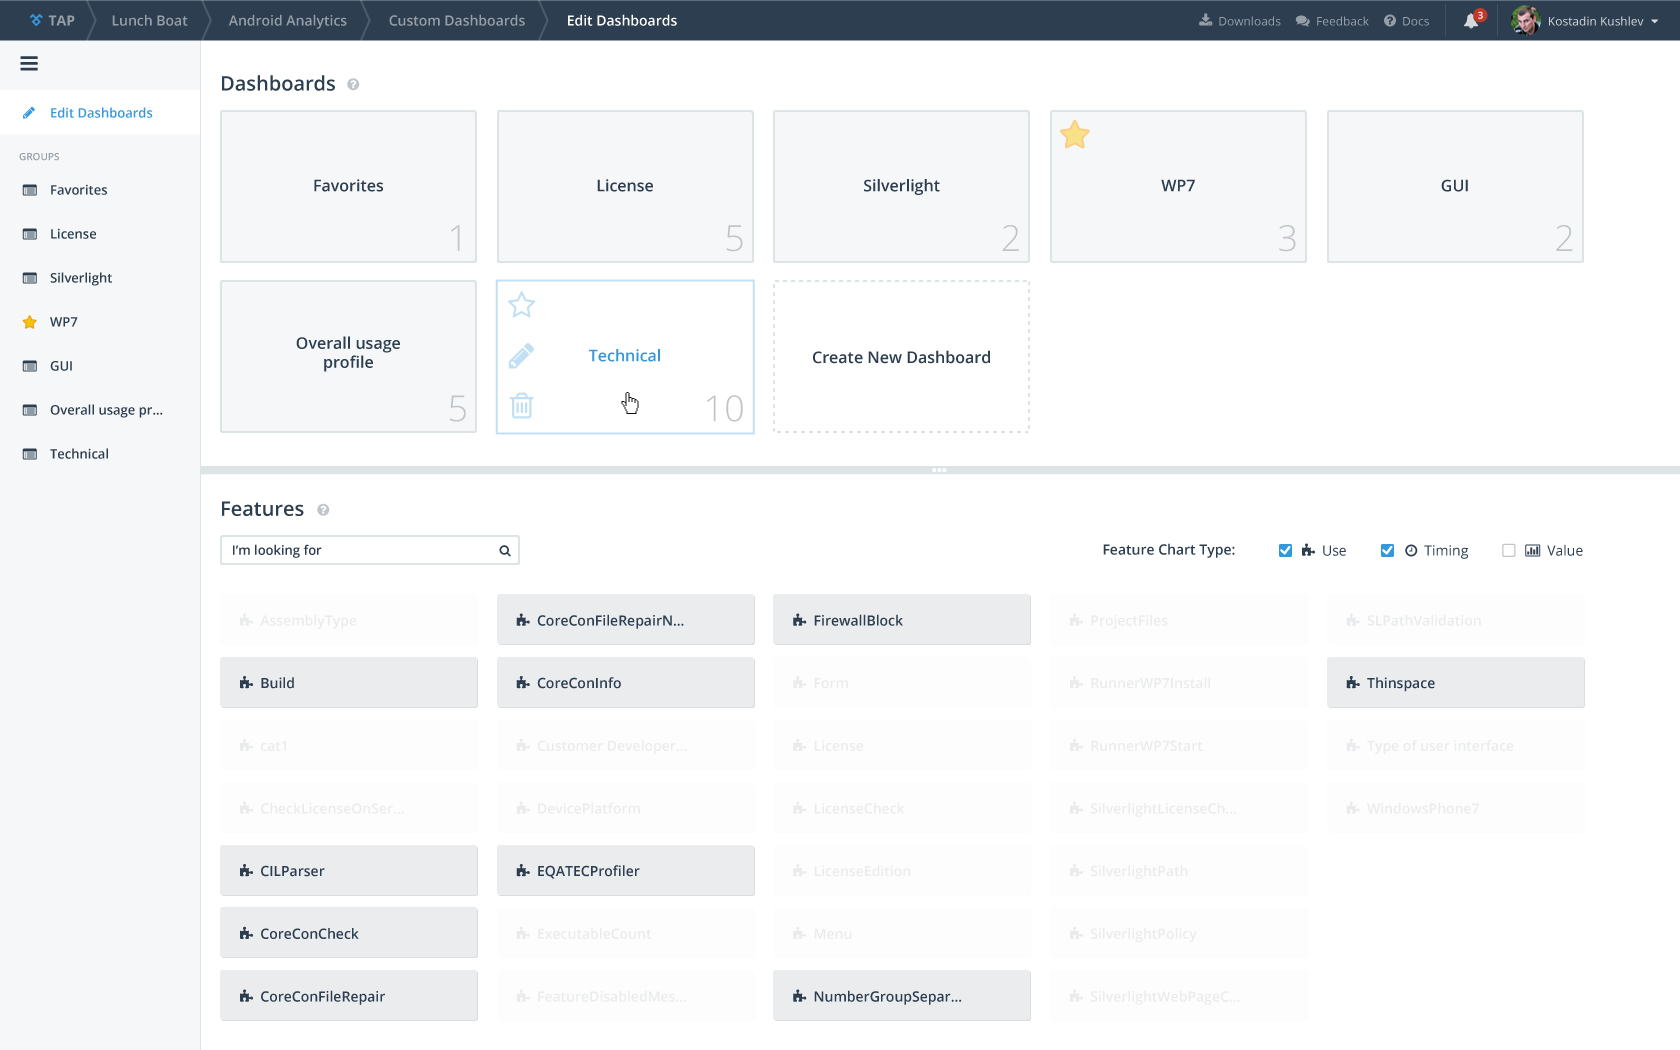 TAP Lunch Boat Android Analytics Custom Dashboards Edit Dashboards Downloads Feedback Docs 3 Kostadin Kushlev
Edit Dashboards
GROUPS
Favorites
License
Silverlight
WP7
GUI
Overall usage pr...
Technical
Dashboards ?
Favorites
1
License
5
Silverlight
2
WP7
3
GUI
2
Overall usage
profile
5
Technical
10
Create New Dashboard
Features ?
I'm looking for
Feature Chart Type: Use Timing Value
AssemblyType CoreConFileRepairN... FirewallBlock ProjectFiles SLPathValidation
Build CoreConInfo Form RunnerWP7Install Thinspace
cat1 Customer Developer... License RunnerWP7Start Type of user interface
CheckLicenseOnSer... DevicePlatform LicenseCheck SilverlightLicenseCh... WindowsPhone7
CILParser EQATECProfiler LicenseEdition SilverlightPath
CoreConCheck ExecutableCount Menu SilverlightPolicy
CoreConFileRepair FeatureDisabledMes... NumberGroupSepar... SilverlightWebPageC...